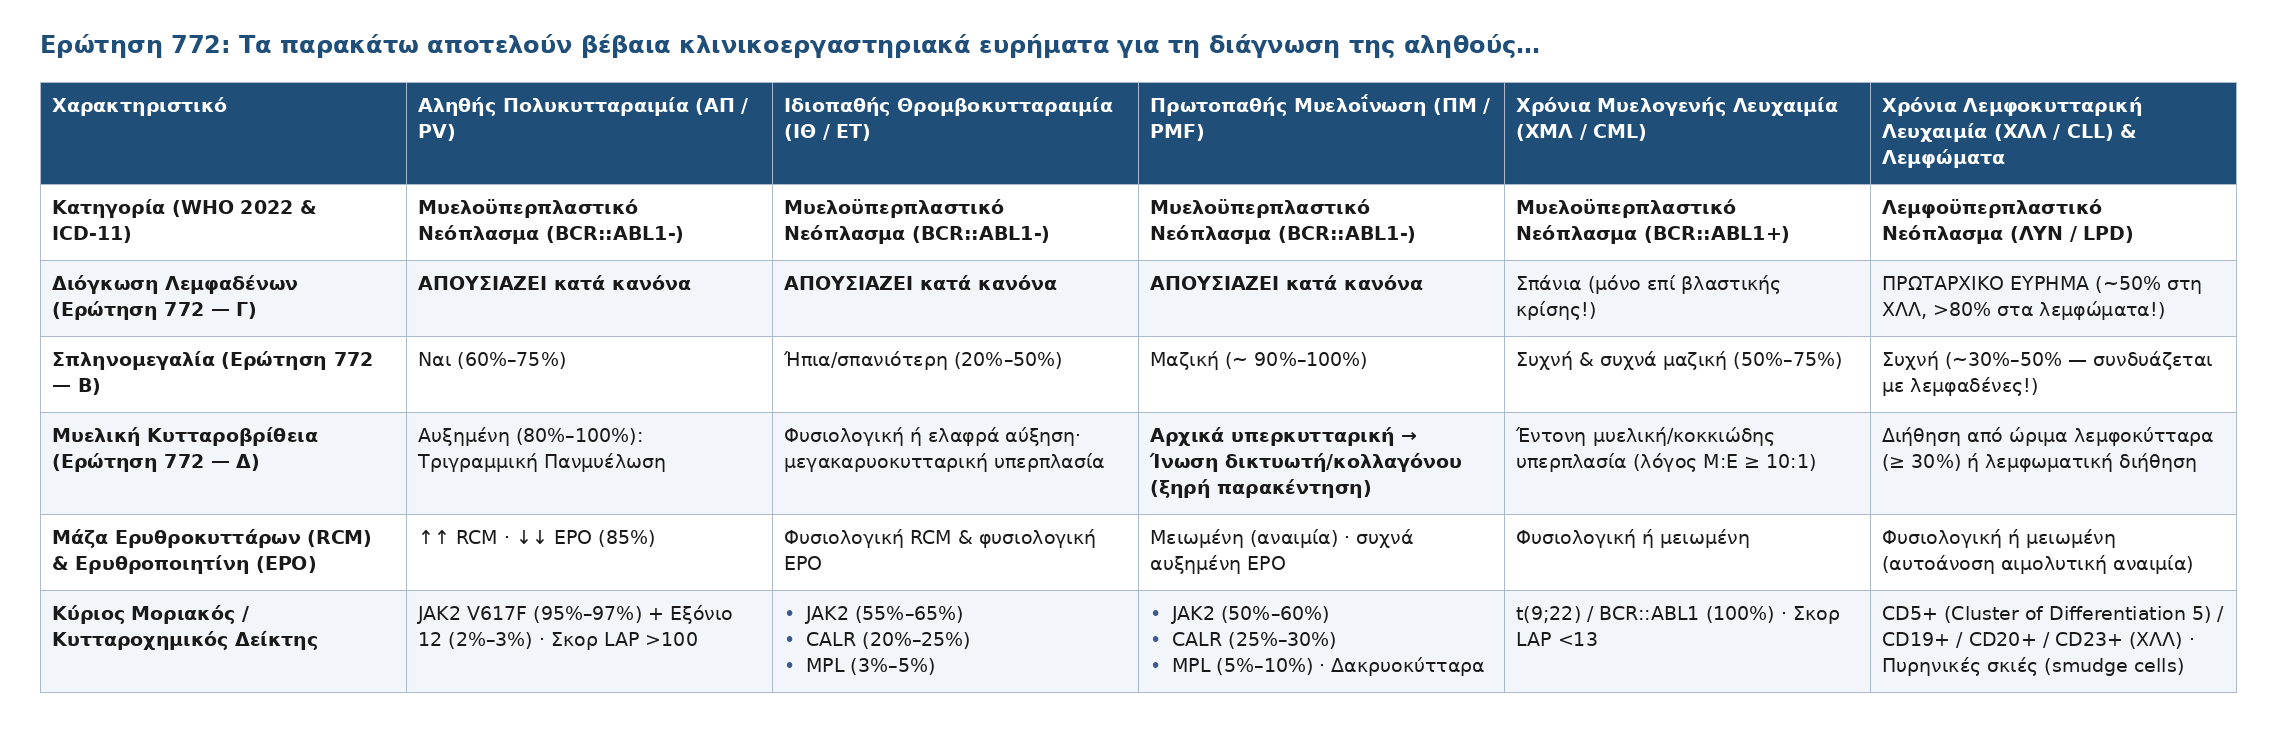 Ερώτηση 772: Τα παρακάτω αποτελούν βέβαια κλινικοεργαστηριακά ευρήματα για τη διάγνωση της αληθούς...
Χαρακτηριστικό
Αληθής Πολυκυτταραιμία (ΑΠ /
PV)
Ιδιοπαθής Θρομβοκυτταραιμία
(ΙΘ / ET)
Πρωτοπαθής Μυελοΐνωση (ΠΜ /
PMF)
Χρόνια Μυελογενής Λευχαιμία
(ΧΜΛ / CML)
Χρόνια Λεμφοκυτταρική
Λευχαιμία (ΧΛΛ / CLL) &
Λεμφώματα
Κατηγορία (WHO 2022 &
ICD-11)
Μυελοϋπερπλαστικό
Νεόπλασμα (BCR::ABL1-)
Μυελοϋπερπλαστικό
Νεόπλασμα (BCR::ABL1-)
Μυελοϋπερπλαστικό
Νεόπλασμα (BCR::ABL1-)
Μυελοϋπερπλαστικό
Νεόπλασμα (BCR::ABL1+)
Λεμφοϋπερπλαστικό
Νεόπλασμα (ΛΥΝ / LPD)
Διόγκωση Λεμφαδένων
(Ερώτηση 772 — Γ)
ΑΠΟΥΣΙΑΖΕΙ κατά κανόνα
ΑΠΟΥΣΙΑΖΕΙ κατά κανόνα
ΑΠΟΥΣΙΑΖΕΙ κατά κανόνα
Σπάνια (μόνο επί βλαστικής
κρίσης!)
ΠΡΩΤΑΡΧΙΚΟ ΕΥΡΗΜΑ (~50% στη
ΧΛΛ, >80% στα λεμφώματα!)
Σπληνομεγαλία (Ερώτηση 772
— Β)
Ναι (60%–75%)
Ήπια/σπανιότερη (20%–50%)
Μαζική (~ 90%–100%)
Συχνή & συχνά μαζική (50%–75%)
Συχνή (~30%–50% — συνδυάζεται
με λεμφαδένες!)
Μυελική Κυτταροβρίθεια
(Ερώτηση 772 — Δ)
Αυξημένη (80%–100%):
Τριγραμμική Πανμυέλωση
Φυσιολογική ή ελαφρά αύξηση·
μεγακαρυοκυτταρική υπερπλασία
Αρχικά υπερκυτταρική →
Ίνωση δικτυωτή/κολλαγόνου
(ξηρή παρακέντηση)
Έντονη μυελική/κοκκιώδης
υπερπλασία (λόγος M:E ≥ 10:1)
Διήθηση από ώριμα λεμφοκύτταρα
(≥ 30%) ή λεμφωματική διήθηση
Μάζα Ερυθροκυττάρων (RCM)
& Ερυθροποιητίνη (EPO)
↑↑ RCM · ↓↓ EPO (85%)
Φυσιολογική RCM & φυσιολογική
EPO
Μειωμένη (αναιμία) · συχνά
αυξημένη EPO
Φυσιολογική ή μειωμένη
Φυσιολογική ή μειωμένη
(αυτοάνοση αιμολυτική αναιμία)
Κύριος Μοριακός /
Κυτταροχημικός Δείκτης
JAK2 V617F (95%–97%) + Εξόνιο
12 (2%–3%) · Σκορ LAP >100
• JAK2 (55%–65%)
• CALR (20%–25%)
• MPL (3%–5%)
• JAK2 (50%–60%)
• CALR (25%–30%)
• MPL (5%–10%) · Δακρυοκύτταρα
t(9;22) / BCR::ABL1 (100%) · Σκορ
LAP <13
CD5+ (Cluster of Differentiation 5) /
CD19+ / CD20+ / CD23+ (ΧΛΛ) ·
Πυρηνικές σκιές (smudge cells)